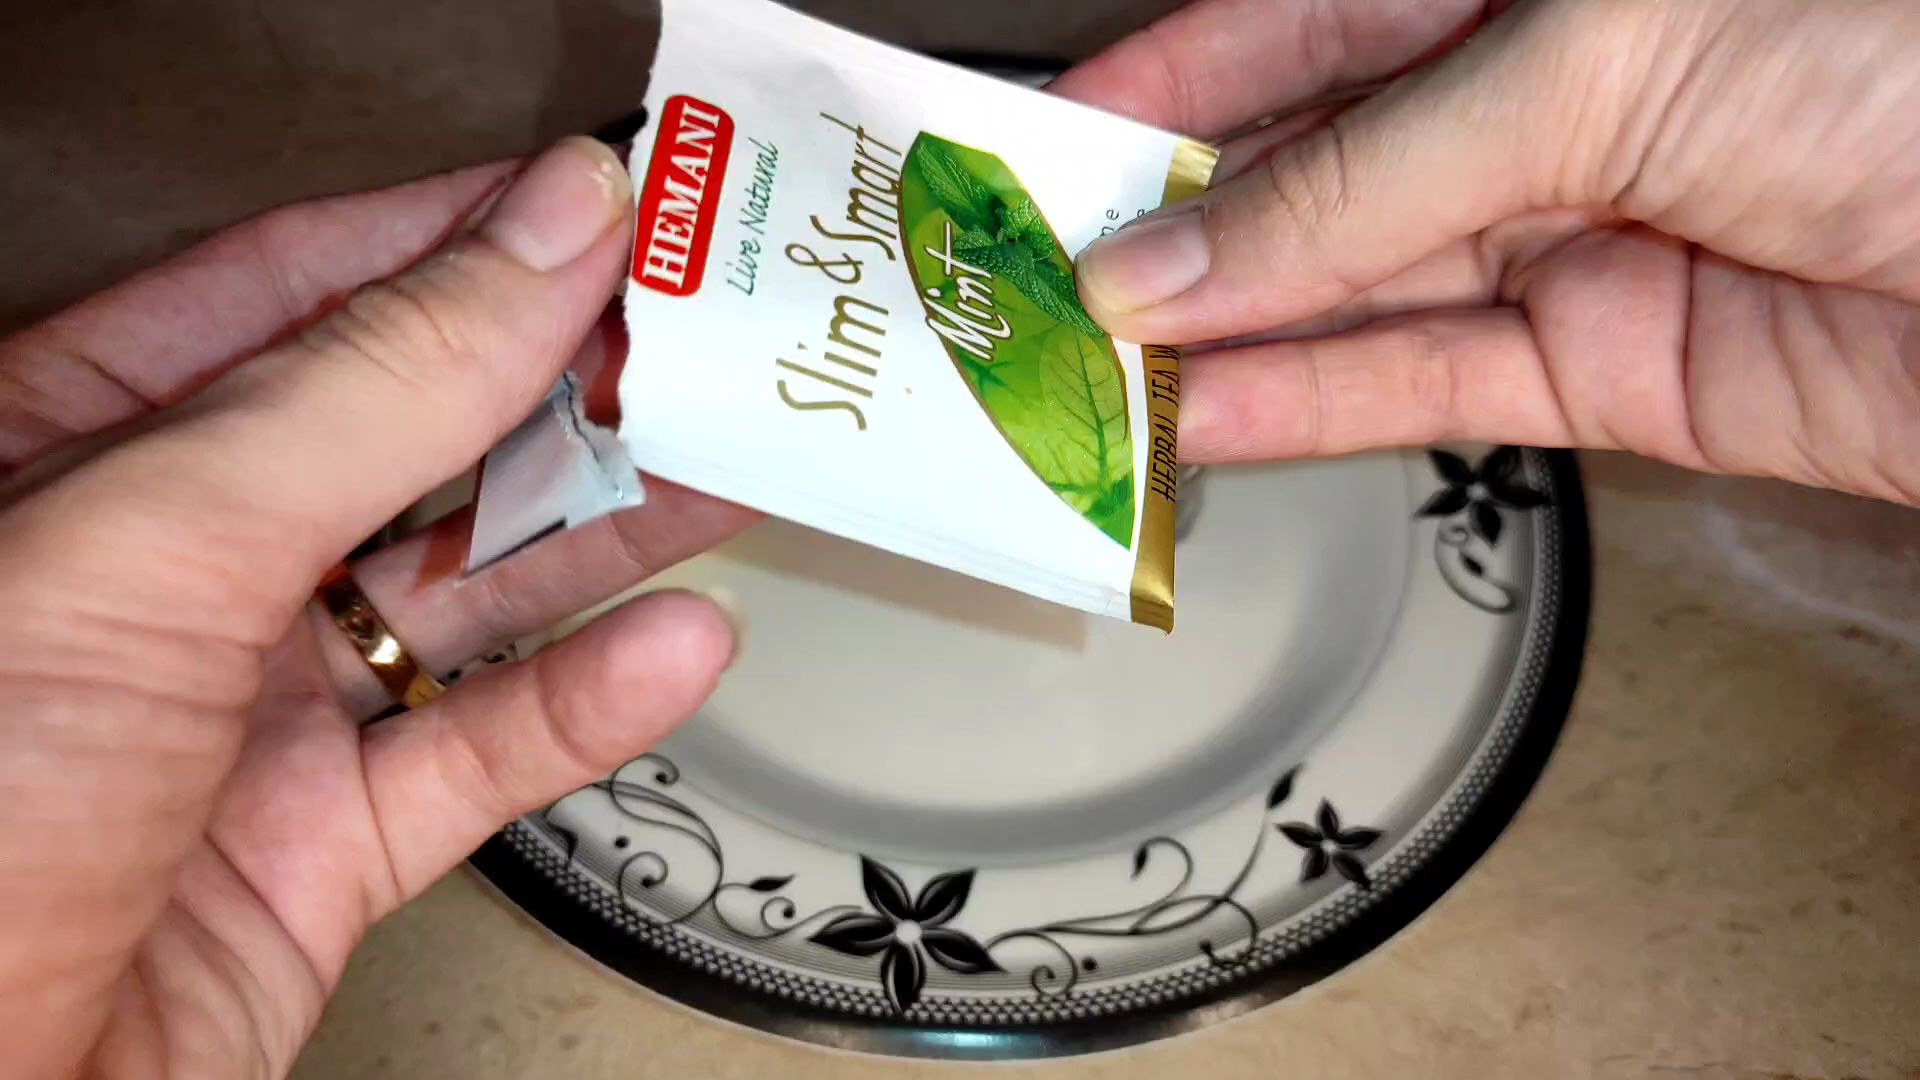 HEMANI
Live Natural
Slim & Smart
Mint
HERBAL TEA